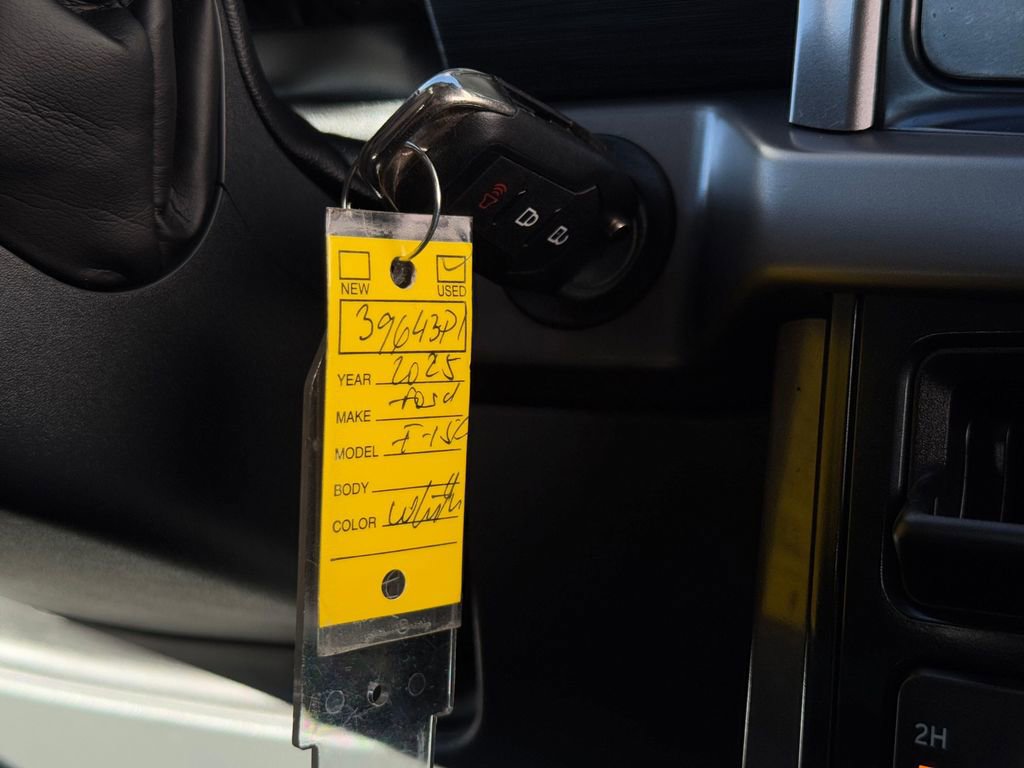 NEW USED
39643P1
YEAR 2025
MAKE Ford
MODEL F-150
BODY
COLOR White
2H